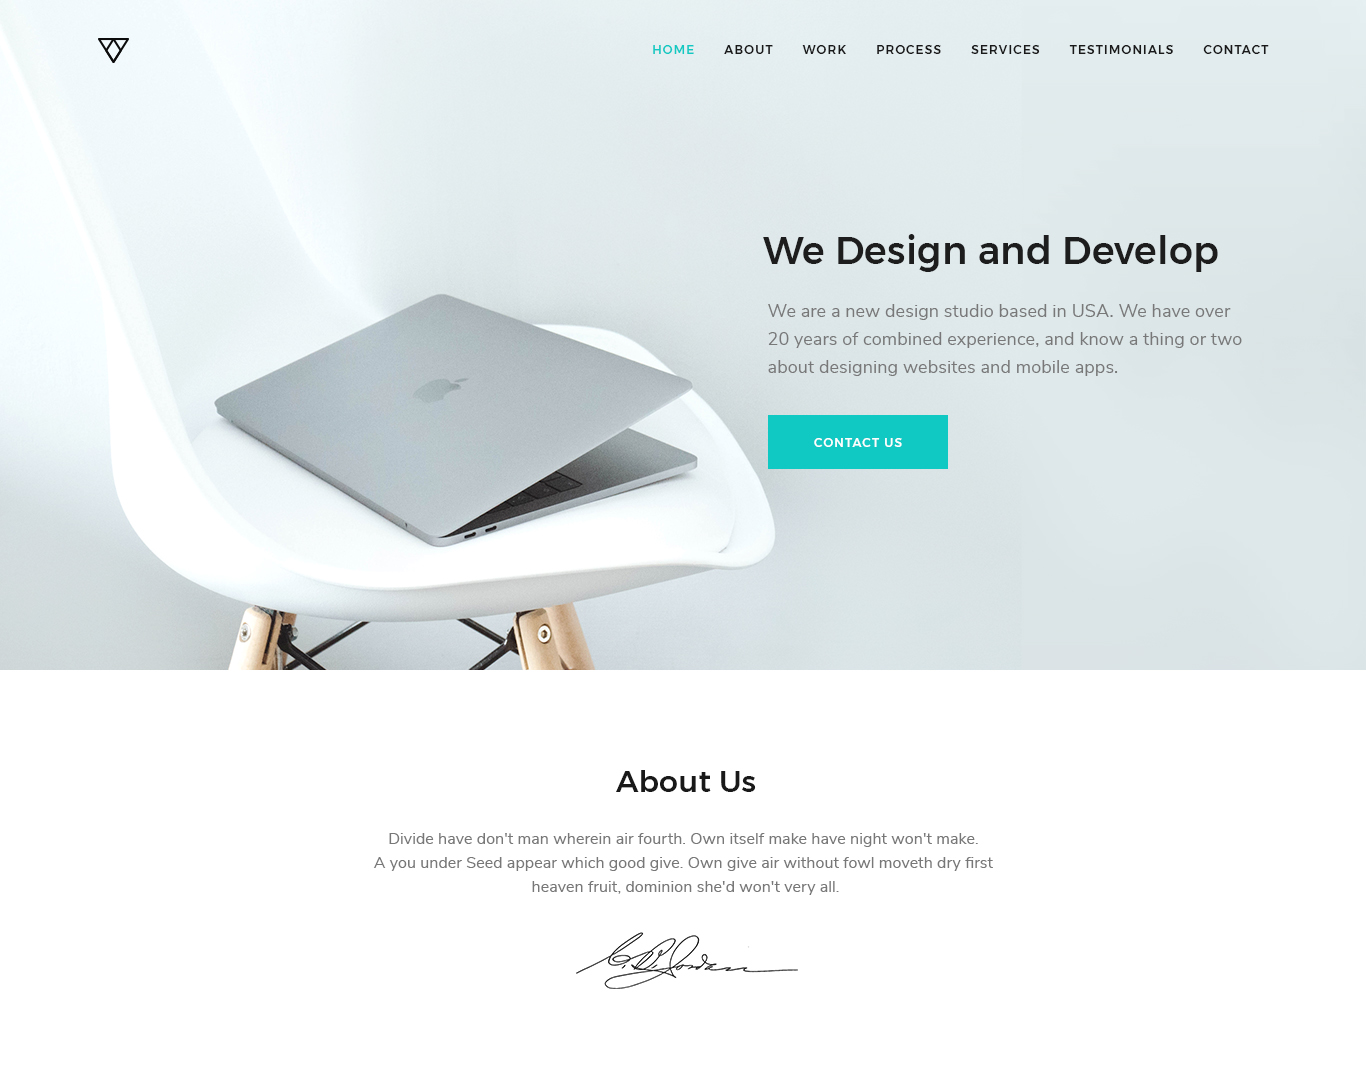 HOME ABOUT WORK PROCESS SERVICES TESTIMONIALS CONTACT
We Design and Develop
We are a new design studio based in USA. We have over
20 years of combined experience, and know a thing or two
about designing websites and mobile apps.
CONTACT US
About Us
Divide have don't man wherein air fourth. Own itself make have night won't make.
A you under Seed appear which good give. Own give air without fowl moveth dry first
heaven fruit, dominion she'd won't very all.